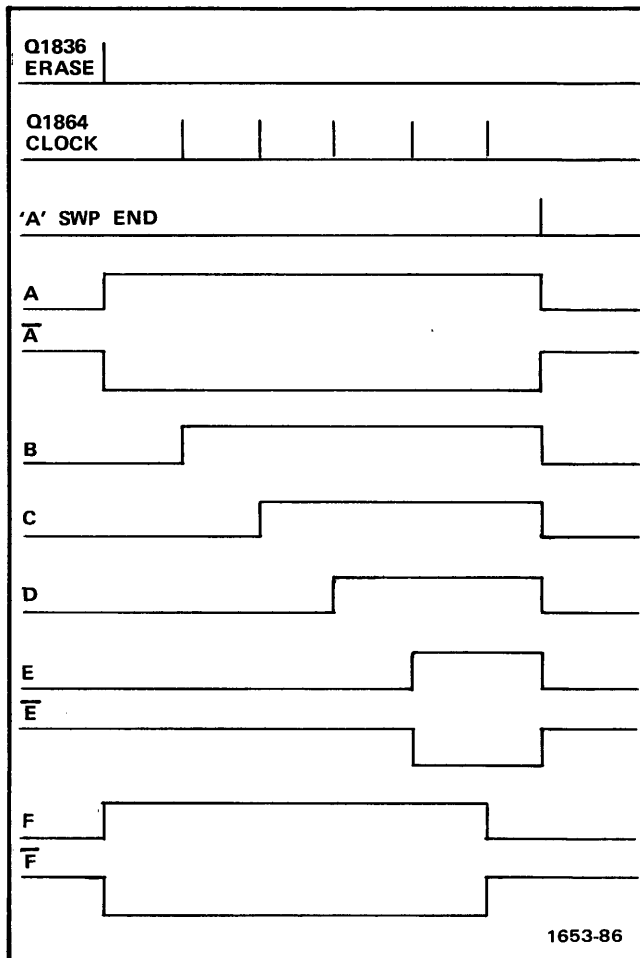 Q1836
ERASE
Q1864
CLOCK
'A' SWP END
A
A̅
B
C
D
E
E̅
F
F̅
1653-86